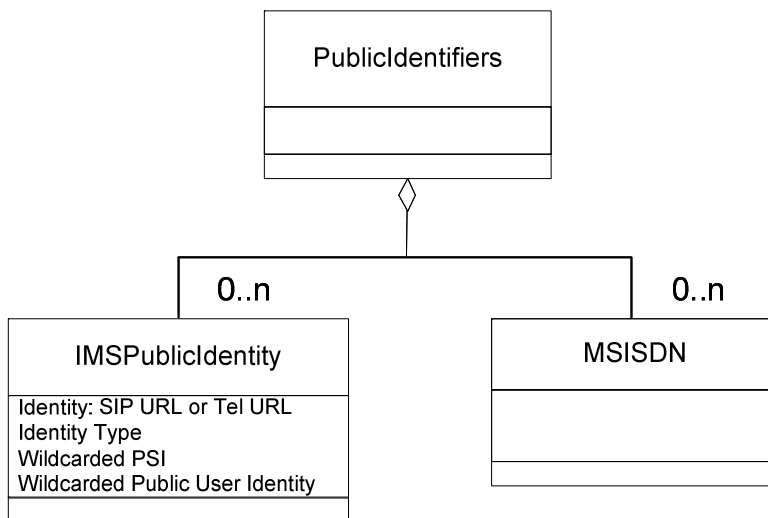 PublicIdentifiers
0..n
0..n
IMSPublicIdentity
MSISDN
Identity: SIP URL or Tel URL
Identity Type
Wildcarded PSI
Wildcarded Public User Identity